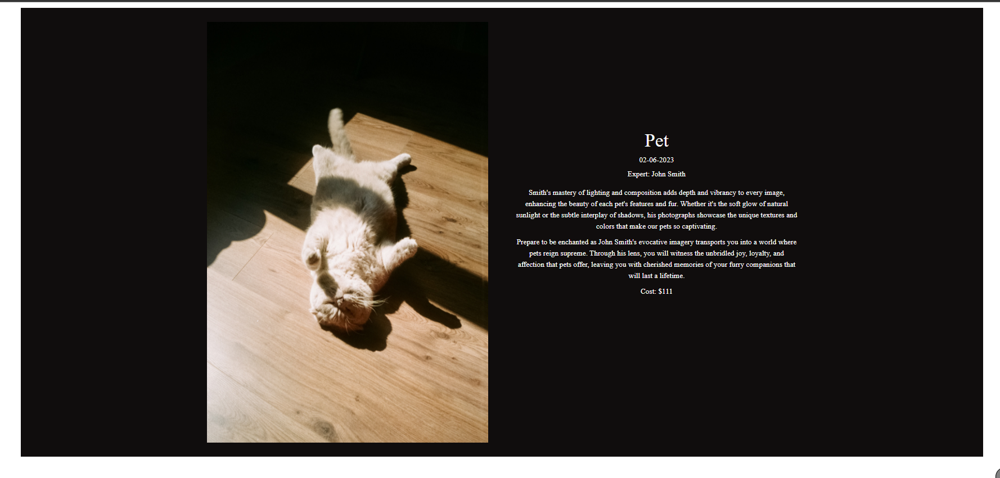 Pet
02-06-2023
Expert: John Smith
Smith's mastery of lighting and composition adds depth and vibrancy to every image,
enhancing the beauty of each pet's features and fur. Whether it's the soft glow of natural
sunlight or the subtle interplay of shadows, his photographs showcase the unique textures and
colors that make our pets so captivating.
Prepare to be enchanted as John Smith's evocative imagery transports you into a world where
pets reign supreme. Through his lens, you will witness the unbridled joy, loyalty, and
affection that pets offer, leaving you with cherished memories of your furry companions that
will last a lifetime.
Cost: $111